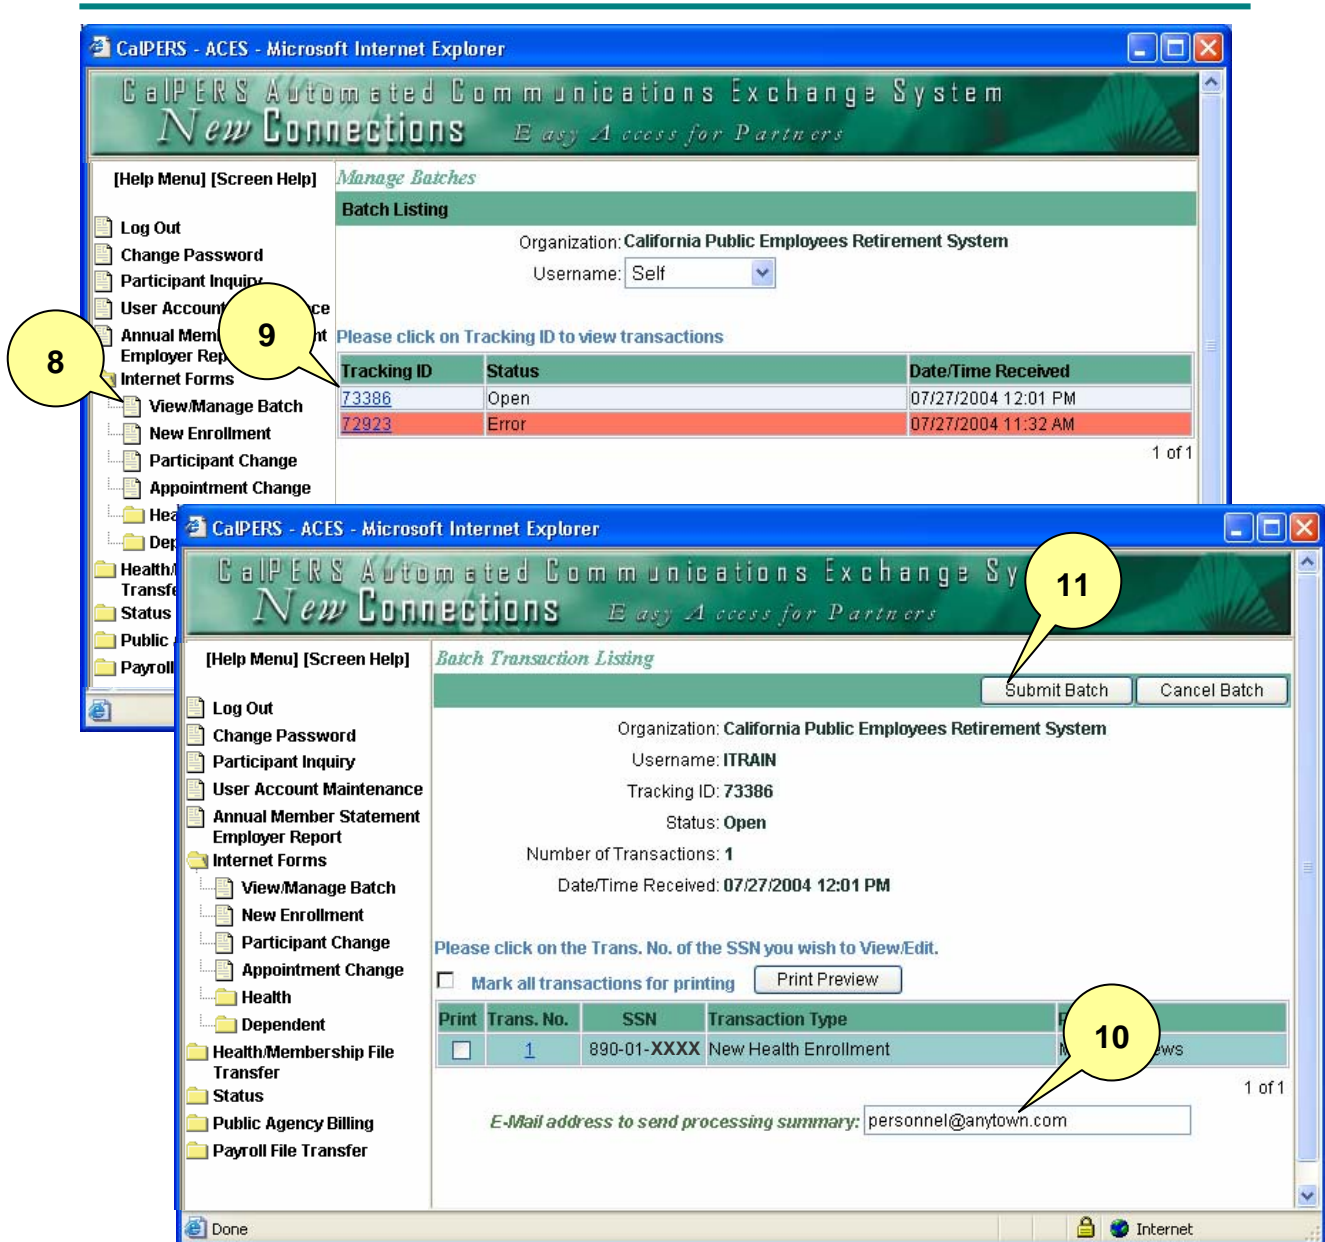 CalPERS - ACES - Microsoft Internet Explorer
CalPERS Automated Communications Exchange System
New Connections Easy Access for Partners
[Help Menu] [Screen Help]
Manage Batches
Batch Listing
Log Out
Change Password
Participant Inquiry
User Account
Annual
Employer
Internet Forms
View/Manage Batch
New Enrollment
Participant Change
Appointment Change
Status
Public
Payroll
Organization: California Public Employees Retirement System
Username: Self
Please click on Tracking ID to view transactions
Tracking ID Status Date/Time Received
73386 Open 07/27/2004 12:01 PM
72923 Error 07/27/2004 11:32 AM
1 of 1
8
9
CalPERS - ACES - Microsoft Internet Explorer
CalPERS Automated Communications Exchange Sy
New Connections Easy Access for Partners
11
[Help Menu] [Screen Help]
Batch Transaction Listing
Submit Batch Cancel Batch
Log Out
Change Password
Participant Inquiry
User Account Maintenance
Annual Member Statement
Employer Report
Internet Forms
View/Manage Batch
New Enrollment
Participant Change
Appointment Change
Health
Dependent
Health/Membership File
Transfer
Status
Public Agency Billing
Payroll File Transfer
Organization: California Public Employees Retirement System
Username: ITRAIN
Tracking ID: 73386
Status: Open
Number of Transactions: 1
Date/Time Received: 07/27/2004 12:01 PM
Please click on the Trans. No. of the SSN you wish to View/Edit.
Mark all transactions for printing Print Preview
Print Trans. No. SSN Transaction Type
1 890-01-XXXX New Health Enrollment
10
1 of 1
E-Mail address to send processing summary: personnel@anytown.com
Done Internet